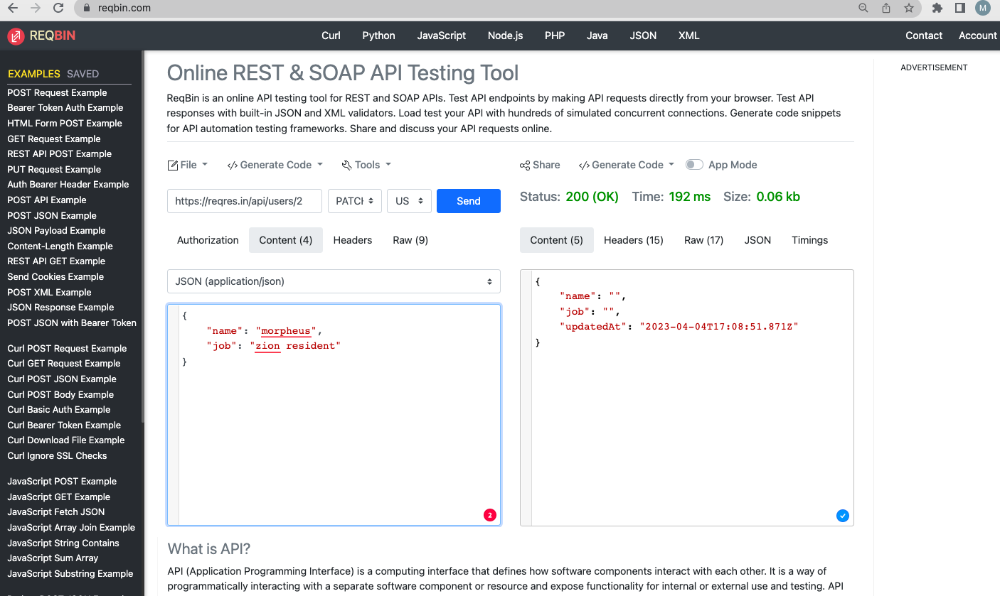 reqbin.com
M
REQBIN
Curl Python JavaScript Node.js PHP Java JSON XML
Contact Account
EXAMPLES SAVED
POST Request Example
Bearer Token Auth Example
HTML Form POST Example
GET Request Example
REST API POST Example
PUT Request Example
Auth Bearer Header Example
POST API Example
POST JSON Example
JSON Payload Example
Content-Length Example
REST API GET Example
Send Cookies Example
POST XML Example
JSON Response Example
POST JSON with Bearer Token
Curl POST Request Example
Curl GET Request Example
Curl POST JSON Example
Curl POST Body Example
Curl Basic Auth Example
Curl Bearer Token Example
Curl Download File Example
Curl Ignore SSL Checks
JavaScript POST Example
JavaScript GET Example
JavaScript Fetch JSON
JavaScript Array Join Example
JavaScript String Contains
JavaScript Sum Array
JavaScript Substring Example
Online REST & SOAP API Testing Tool
ReqBin is an online API testing tool for REST and SOAP APIs. Test API endpoints by making API requests directly from your browser. Test API
responses with built-in JSON and XML validators. Load test your API with hundreds of simulated concurrent connections. Generate code snippets
for API automation testing frameworks. Share and discuss your API requests online.
File </> Generate Code Tools
https://reqres.in/api/users/2 PATCH US Send
Authorization Content (4) Headers Raw (9)
JSON (application/json)
{
"name": "morpheus",
"job": "zion resident"
}
2
Share </> Generate Code App Mode
Status: 200 (OK) Time: 192 ms Size: 0.06 kb
Content (5) Headers (15) Raw (17) JSON Timings
{
"name": "",
"job": "",
"updatedAt": "2023-04-04T17:08:51.871Z"
}
What is API?
API (Application Programming Interface) is a computing interface that defines how software components interact with each other. It is a way of
programmatically interacting with a separate software component or resource and expose functionality for internal or external use and testing. API
ADVERTISEMENT